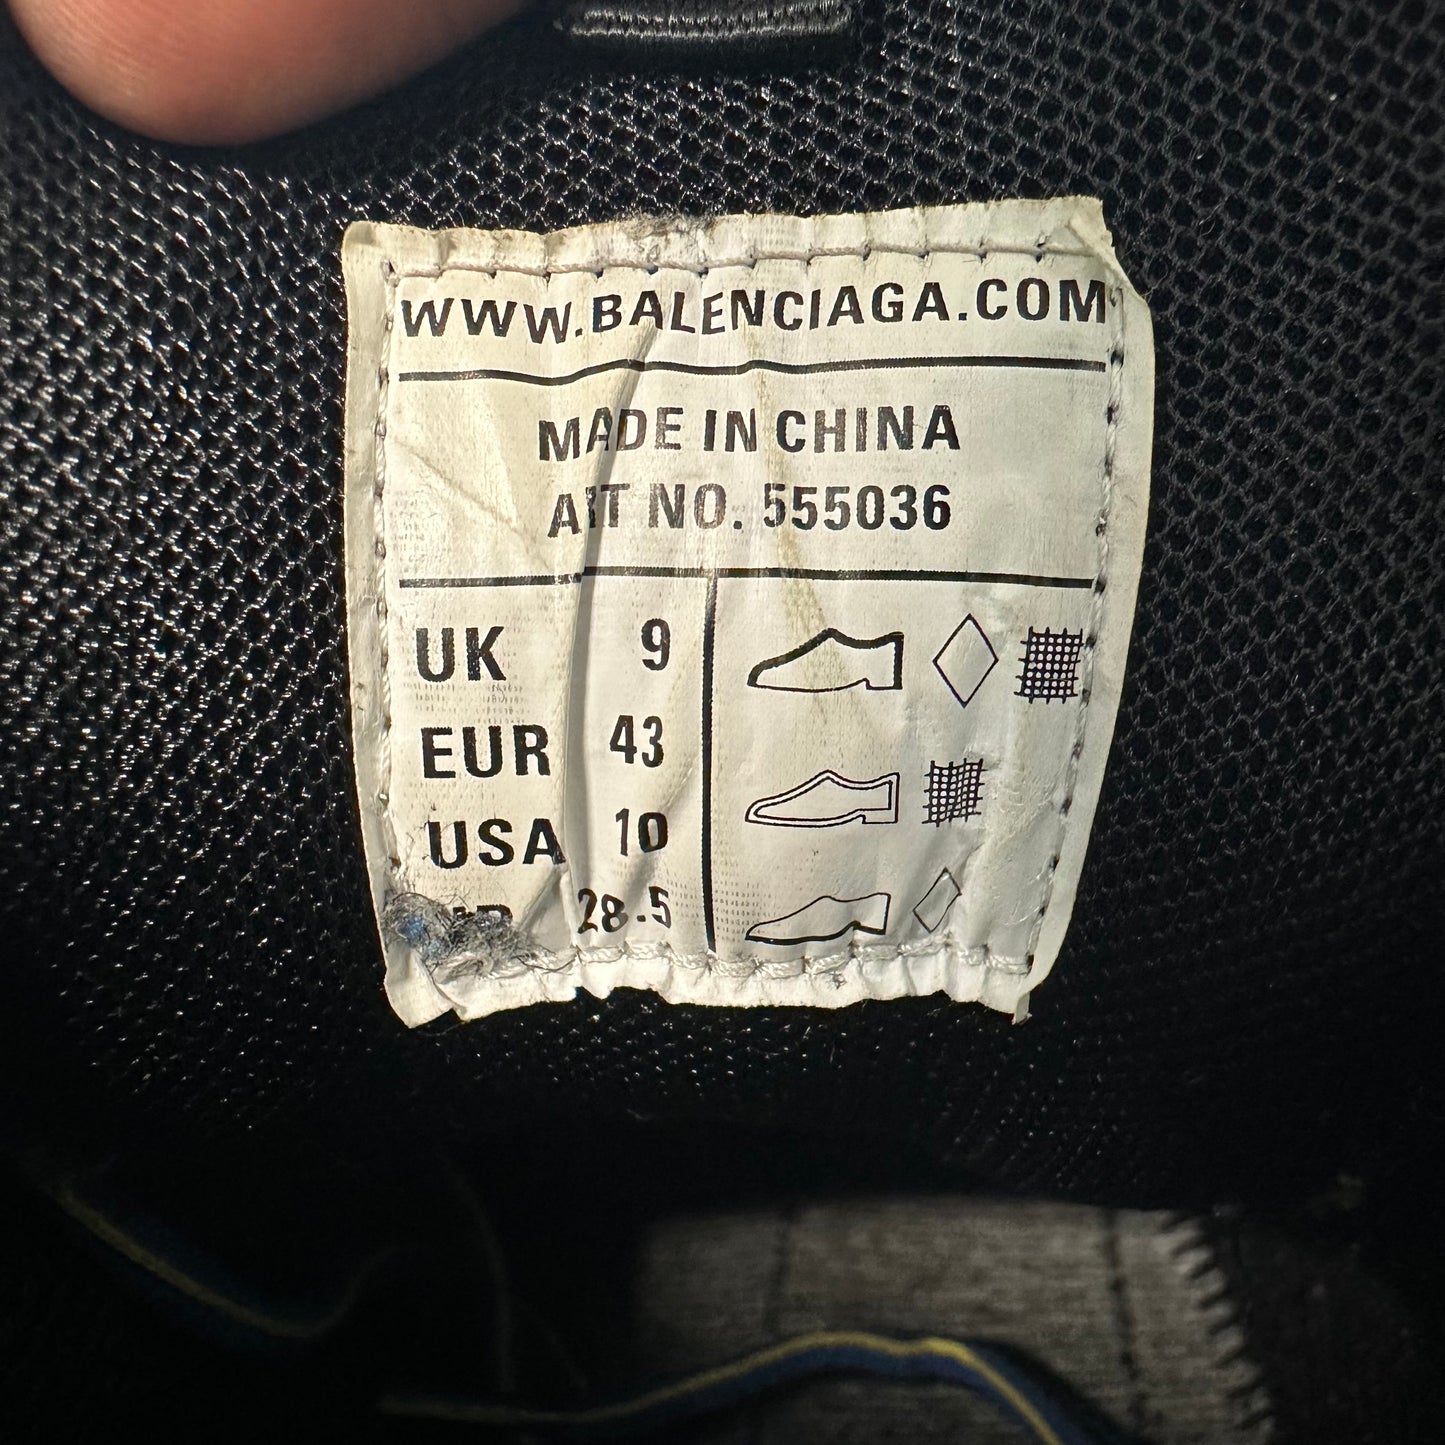 WWW.BALENCIAGA.COM
MADE IN CHINA
ART NO. 555036
UK 9
EUR 43
USA 10
28.5